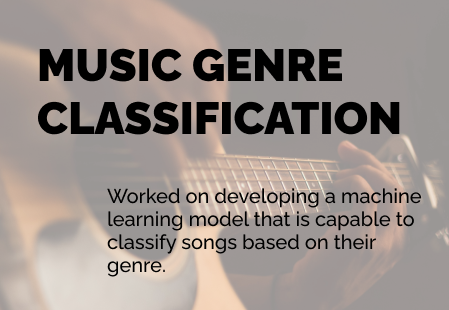 MUSIC GENRE
CLASSIFICATION
Worked on developing a machine
learning model that is capable to
classify songs based on their
genre.